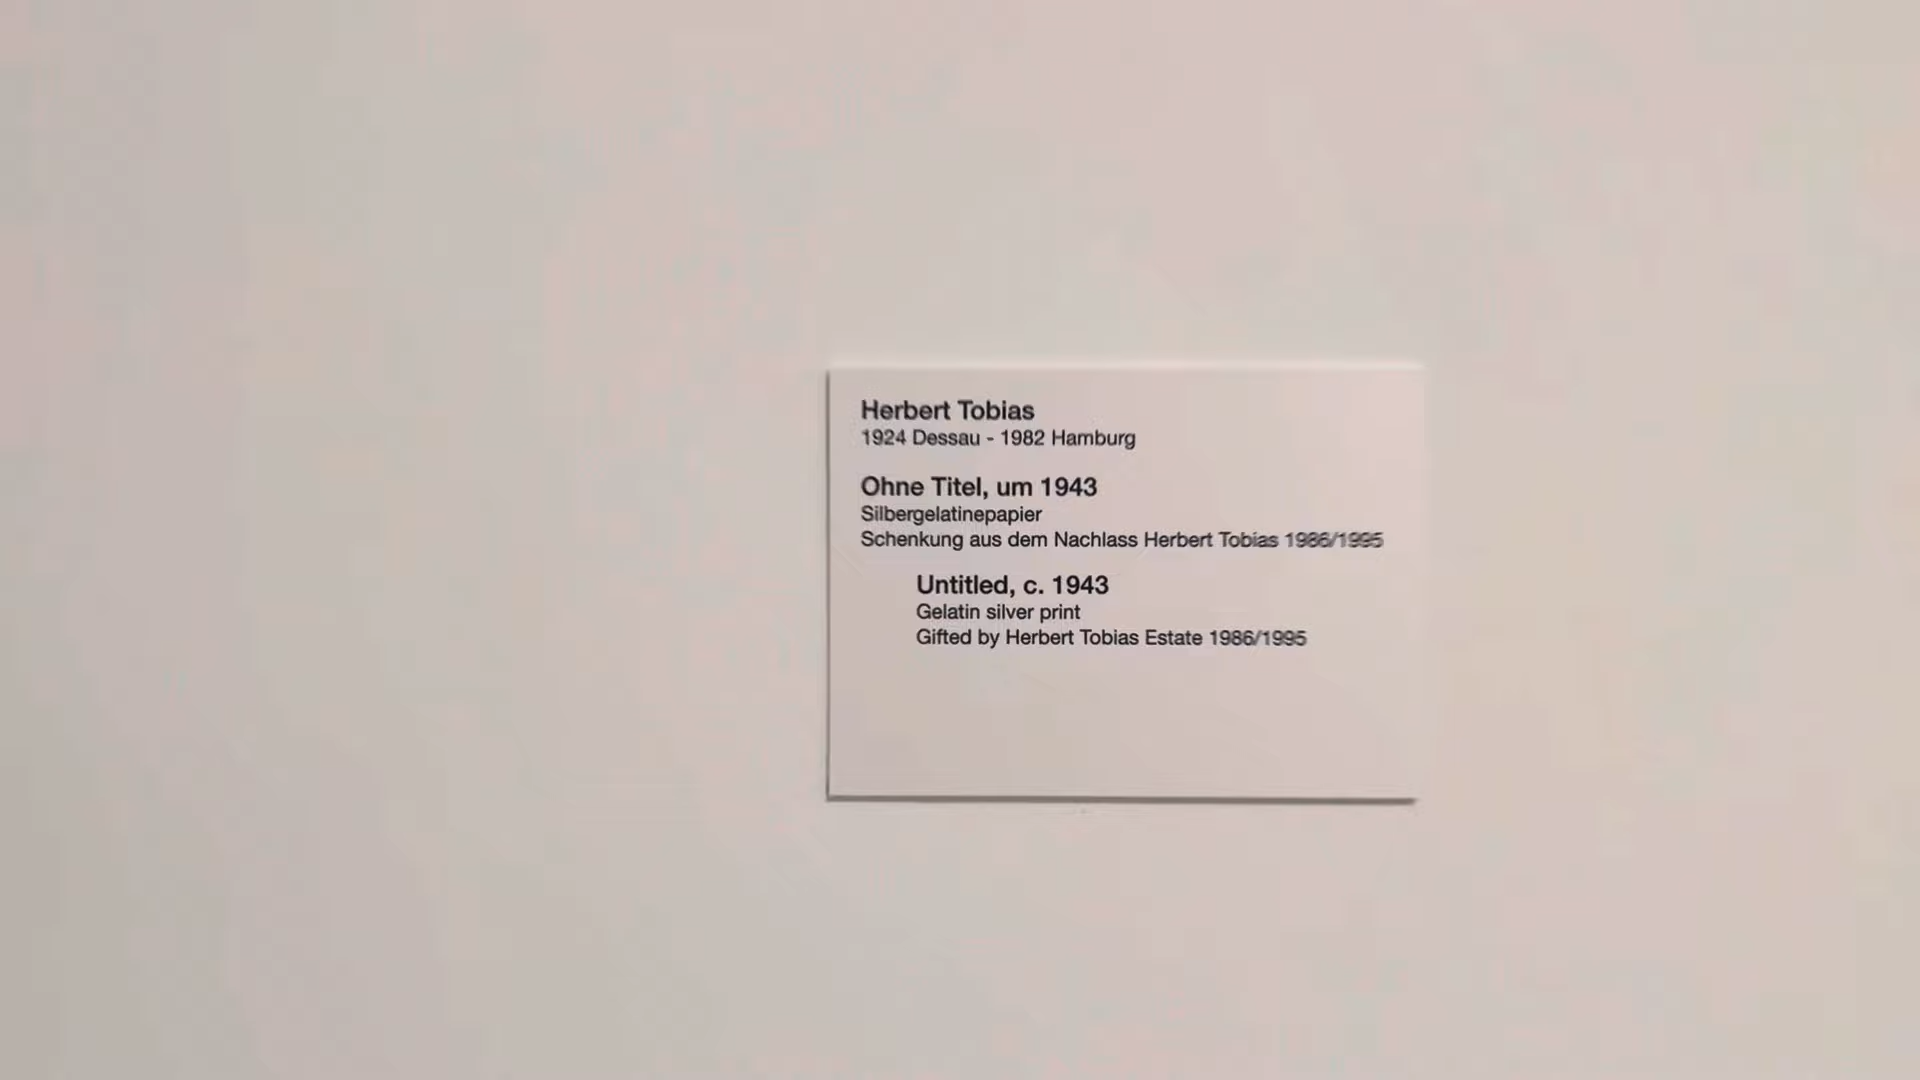 Herbert Tobias
1924 Dessau - 1982 Hamburg
Ohne Titel, um 1943
Silbergelatinepapier
Schenkung aus dem Nachlass Herbert Tobias 1986/1995
Untitled, c. 1943
Gelatin silver print
Gifted by Herbert Tobias Estate 1986/1995